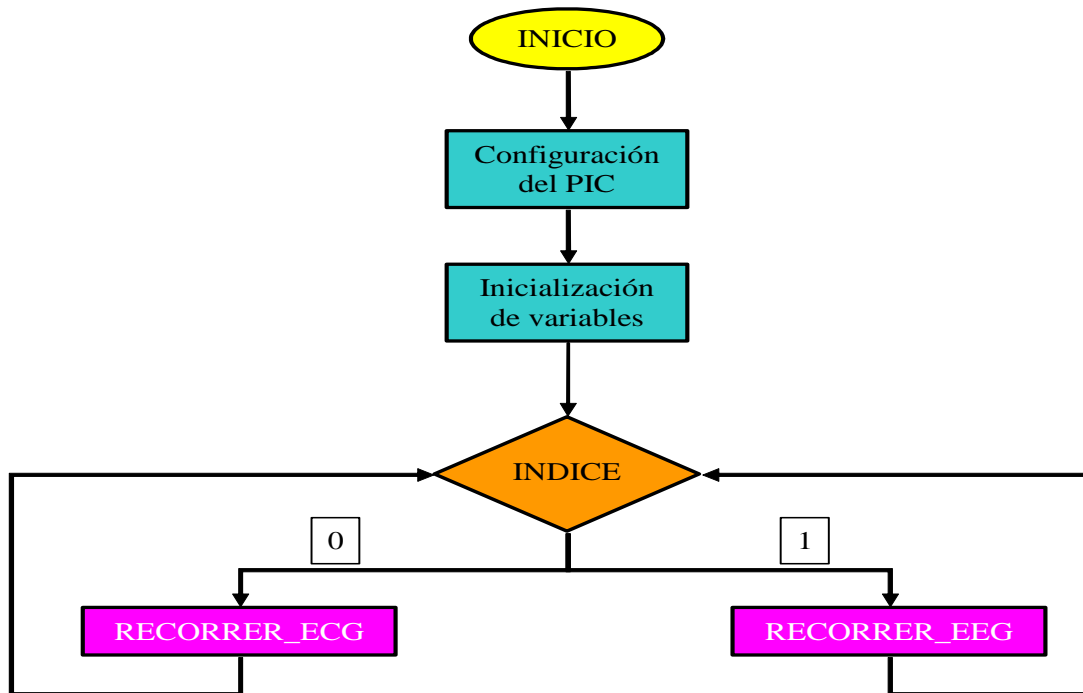 INICIO
Configuración
del PIC
Inicialización
de variables
INDICE
0
1
RECORRER_ECG
RECORRER_EEG